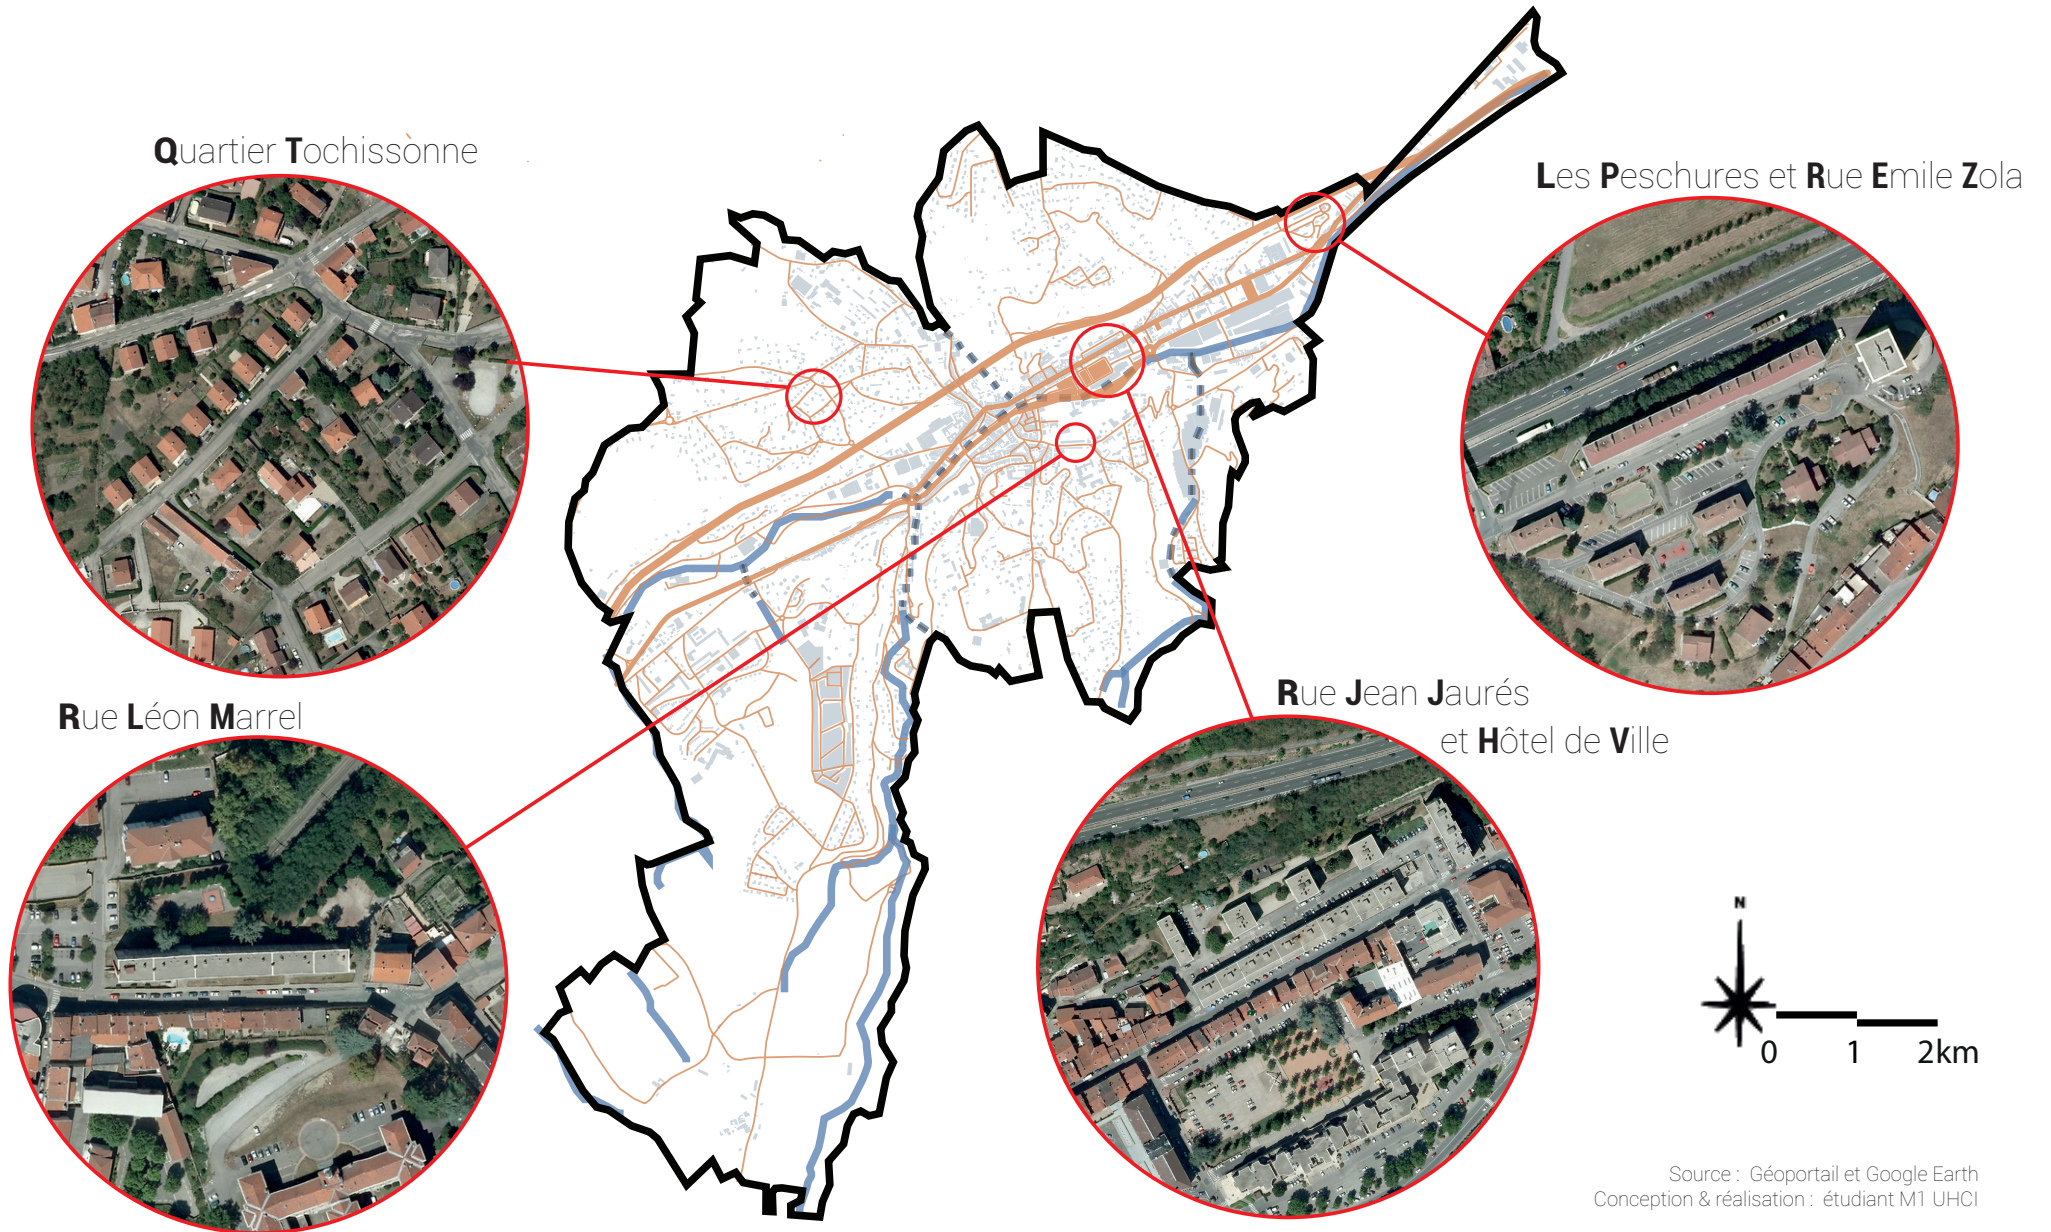 Quartier Tochissonne
Les Peschures et Rue Emile Zola
Rue Léon Marrel
Rue Jean Jaurés
et Hôtel de Ville
N
0 1 2km
Source : Géoportail et Google Earth
Conception & réalisation : étudiant M1 UHCI